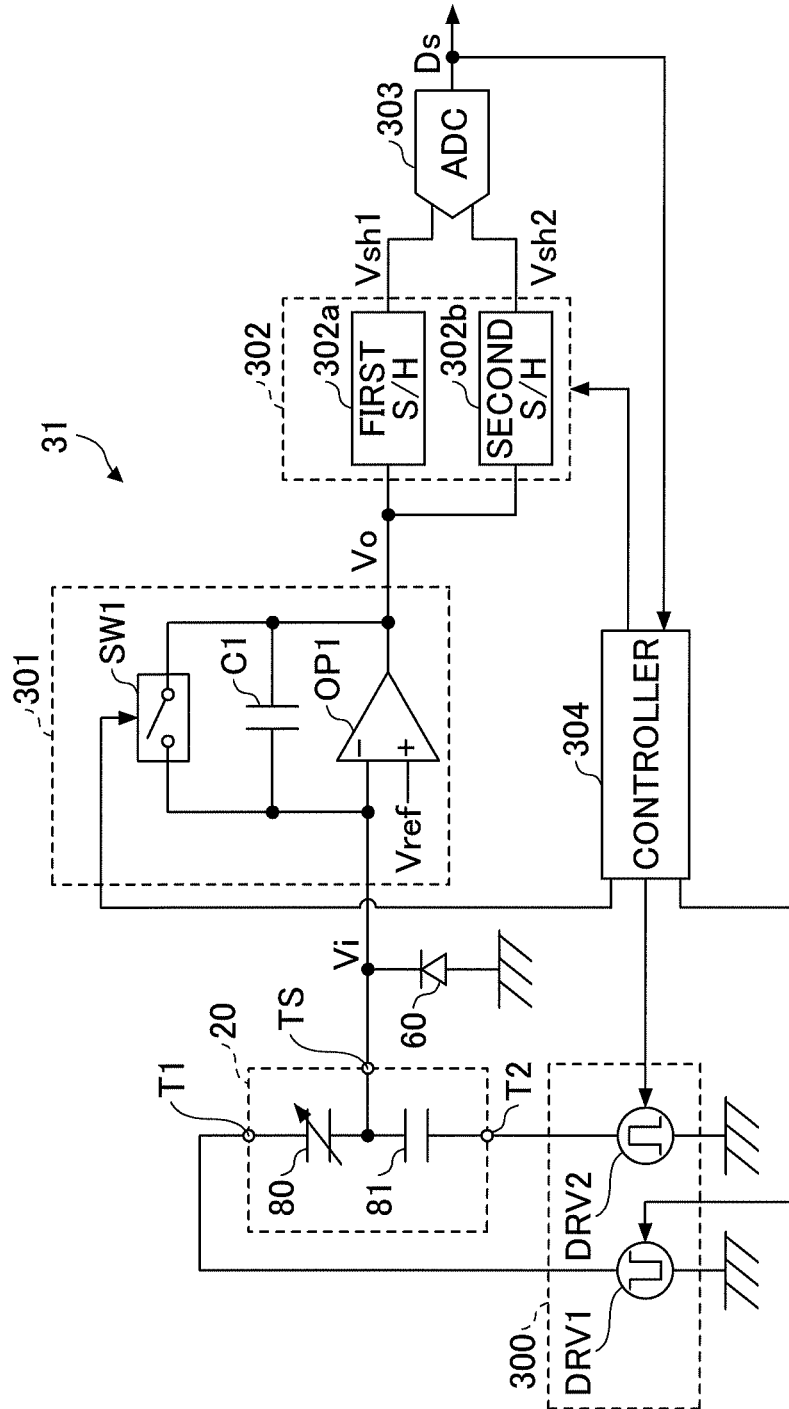 31
301
SW1
C1
OP1
Vref
−
+
Vi
Vo
302
302a
FIRST
S/H
302b
SECOND
S/H
Vsh1
Vsh2
303
ADC
Ds
T1
20
TS
80
81
T2
60
304
CONTROLLER
300
DRV1
DRV2